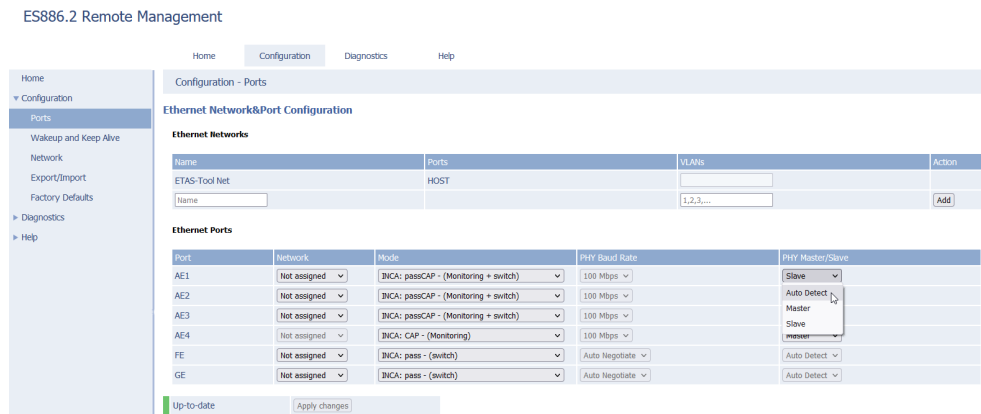 ES886.2 Remote Management
Home Configuration Diagnostics Help
Home
Configuration
Ports
Wakeup and Keep Alive
Network
Export/Import
Factory Defaults
Diagnostics
Help
Configuration - Ports
Ethernet Network&Port Configuration
Ethernet Networks
Name Ports VLANs Action
ETAS-Tool Net HOST
Name 1,2,3,... Add
Ethernet Ports
Port Network Mode PHY Baud Rate PHY Master/Slave
AE1 Not assigned INCA: passCAP - (Monitoring + switch) 100 Mbps Slave
Auto Detect
Master
Slave
AE2 Not assigned INCA: passCAP - (Monitoring + switch) 100 Mbps
AE3 Not assigned INCA: passCAP - (Monitoring + switch) 100 Mbps
AE4 Not assigned INCA: CAP - (Monitoring) 100 Mbps Master
FE Not assigned INCA: pass - (switch) Auto Negotiate Auto Detect
GE Not assigned INCA: pass - (switch) Auto Negotiate Auto Detect
Up-to-date Apply changes